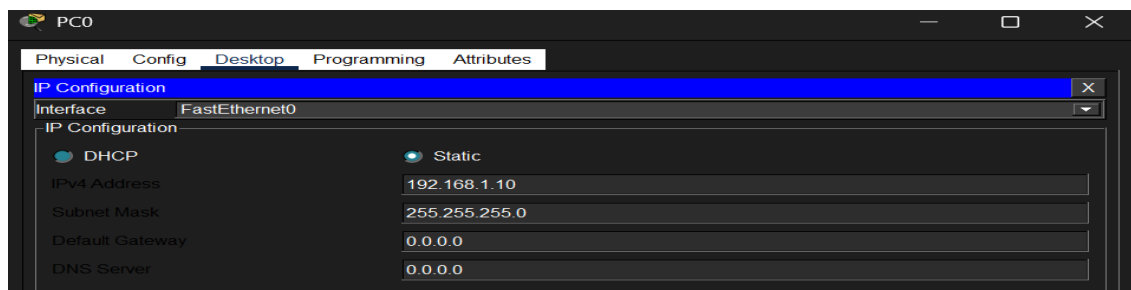 PC0
Physical Config Desktop Programming Attributes
IP Configuration X
Interface FastEthernet0
IP Configuration
DHCP Static
IPv4 Address 192.168.1.10
Subnet Mask 255.255.255.0
Default Gateway 0.0.0.0
DNS Server 0.0.0.0